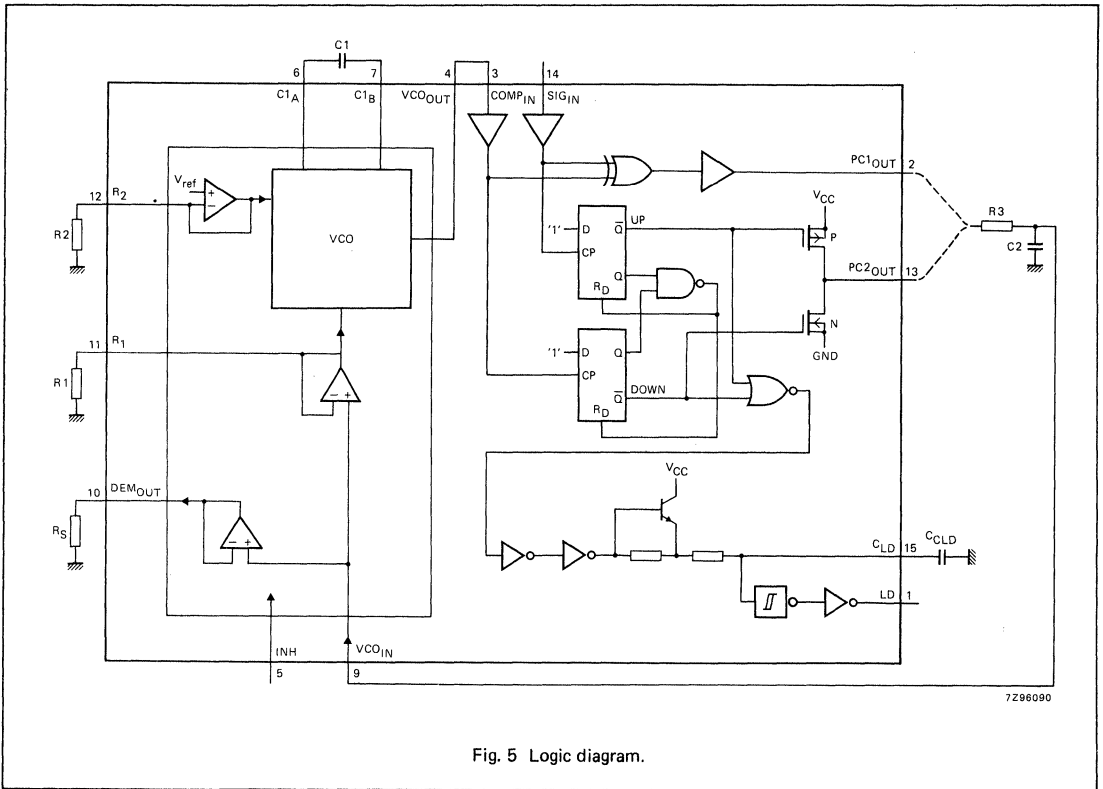 C1
6 7 4 3 14
C1A C1B VCOOUT COMPIN SIGIN
PC1OUT 2
Vref
12 R2
R2
VCO
VCC
R3
'1' D Q̅ UP
P
C2
CP
Q
PC2OUT 13
RD
N
11 R1
R1
'1' D Q
GND
CP
DOWN
Q̅
RD
VCC
10 DEMOUT
RS
CLD 15 CCLD
LD 1
INH VCOIN
5 9
7Z96090
Fig. 5 Logic diagram.